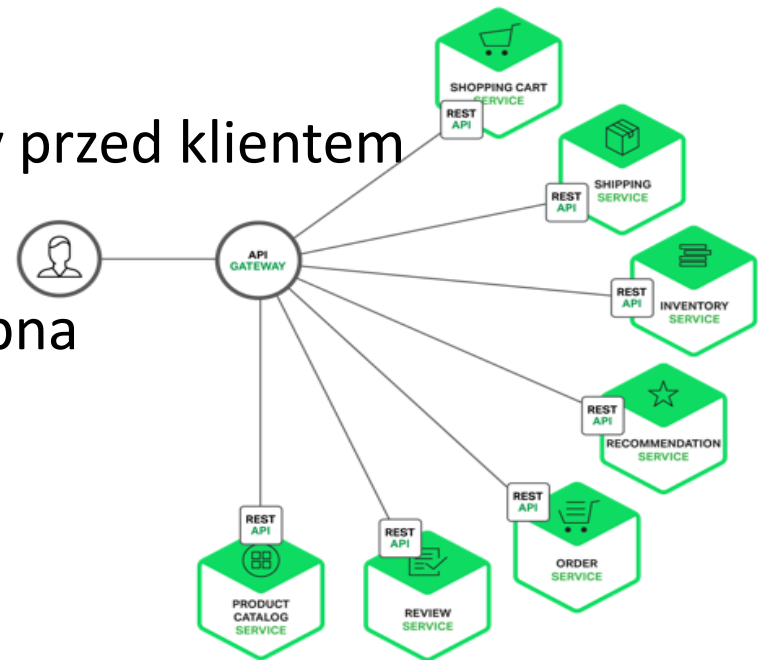 SHOPPING CART
SERVICE
REST
API
przed klientem
SHIPPING
SERVICE
REST
API
API
GATEWAY
REST
API
INVENTORY
SERVICE
REST
API
RECOMMENDATION
SERVICE
REST
API
ORDER
SERVICE
REST
API
PRODUCT
CATALOG
SERVICE
REST
API
REVIEW
SERVICE